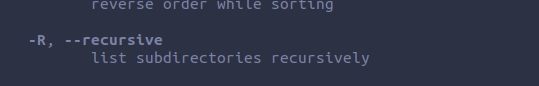 reverse order while sorting
-R, --recursive
list subdirectories recursively